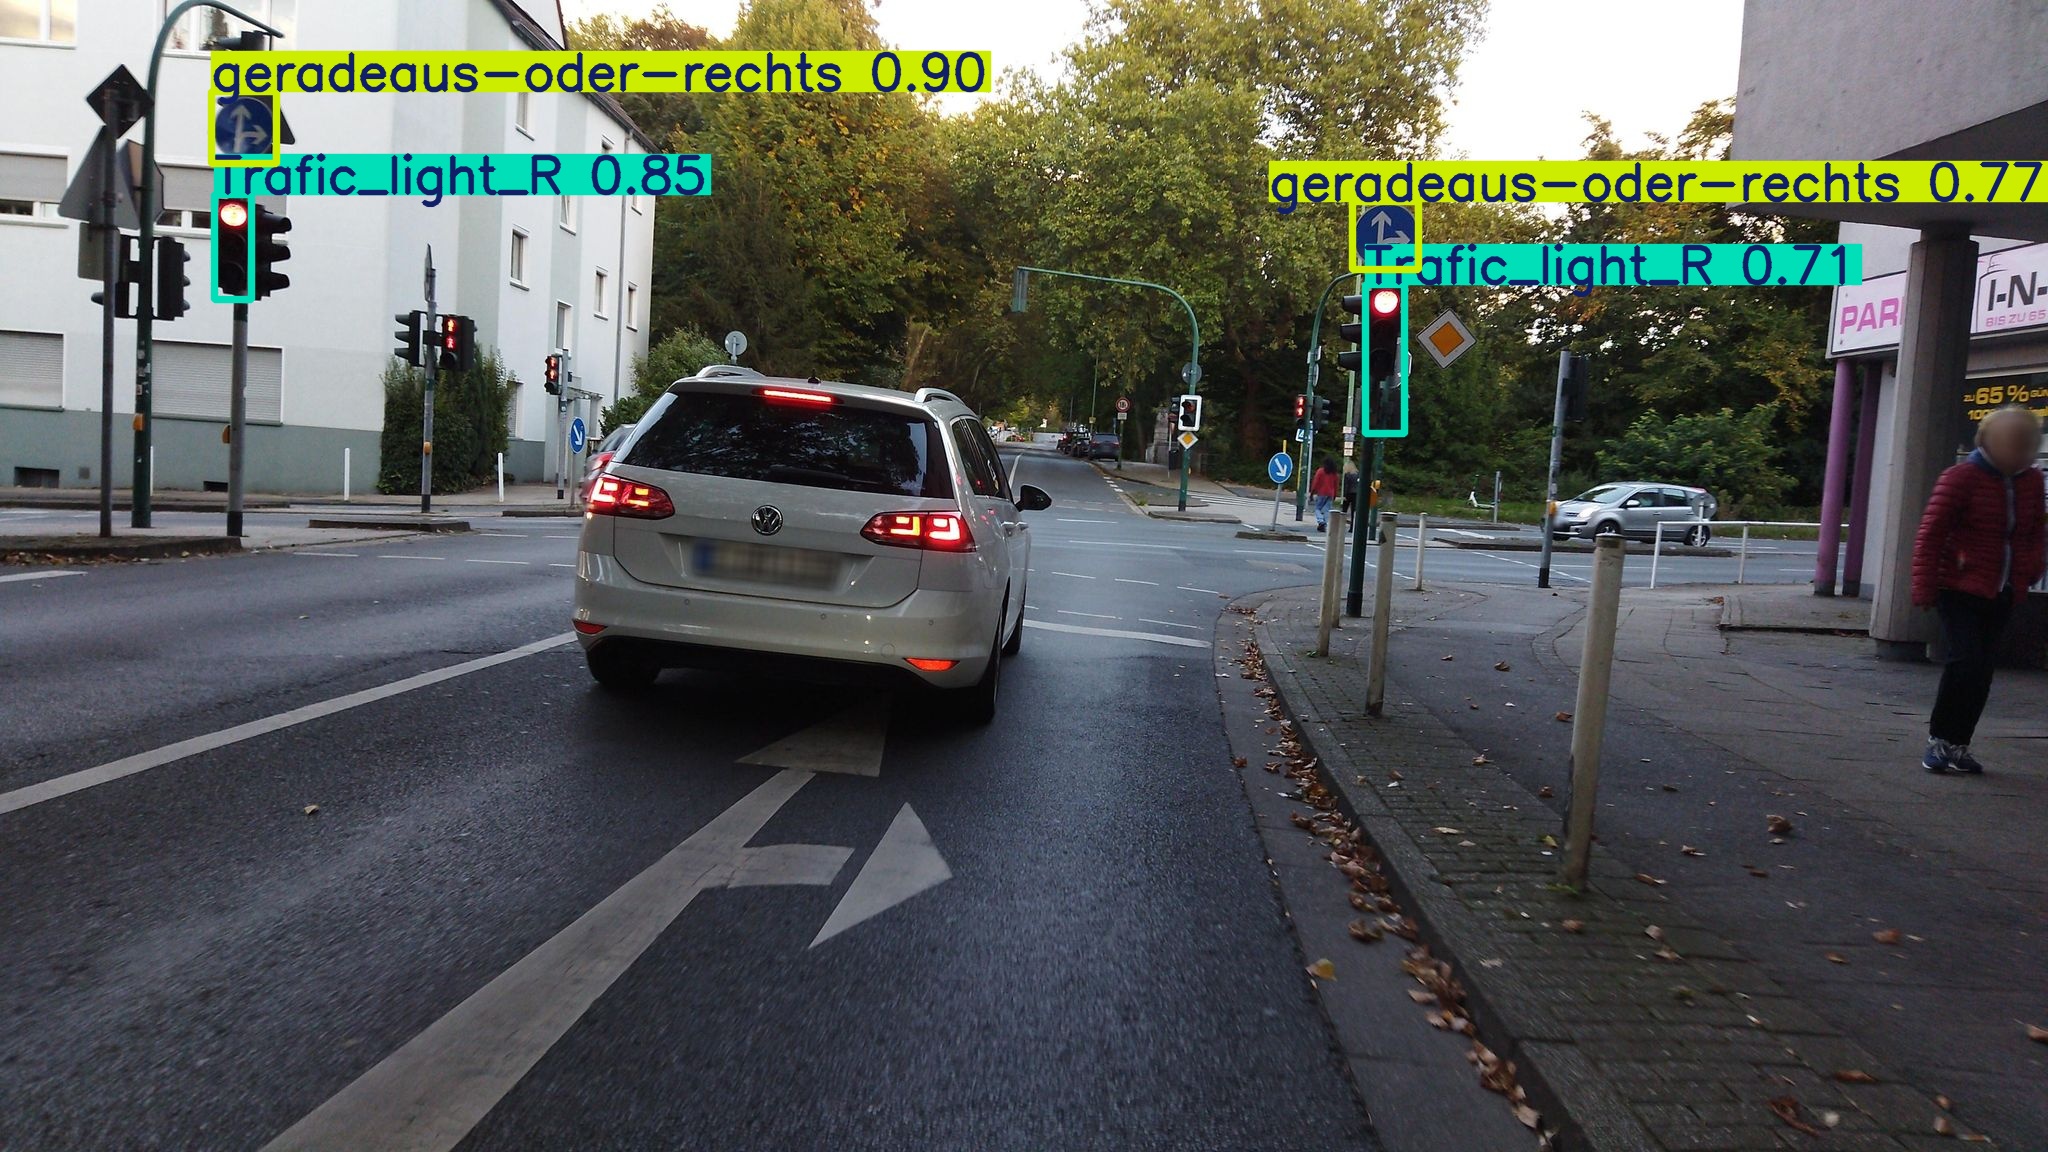 geradeaus-oder-rechts 0.90
Trafic_light_R 0.85
geradeaus-oder-rechts 0.77
Trafic_light_R 0.71
I-N-
PAR
BIS ZU 65
ZU 65%